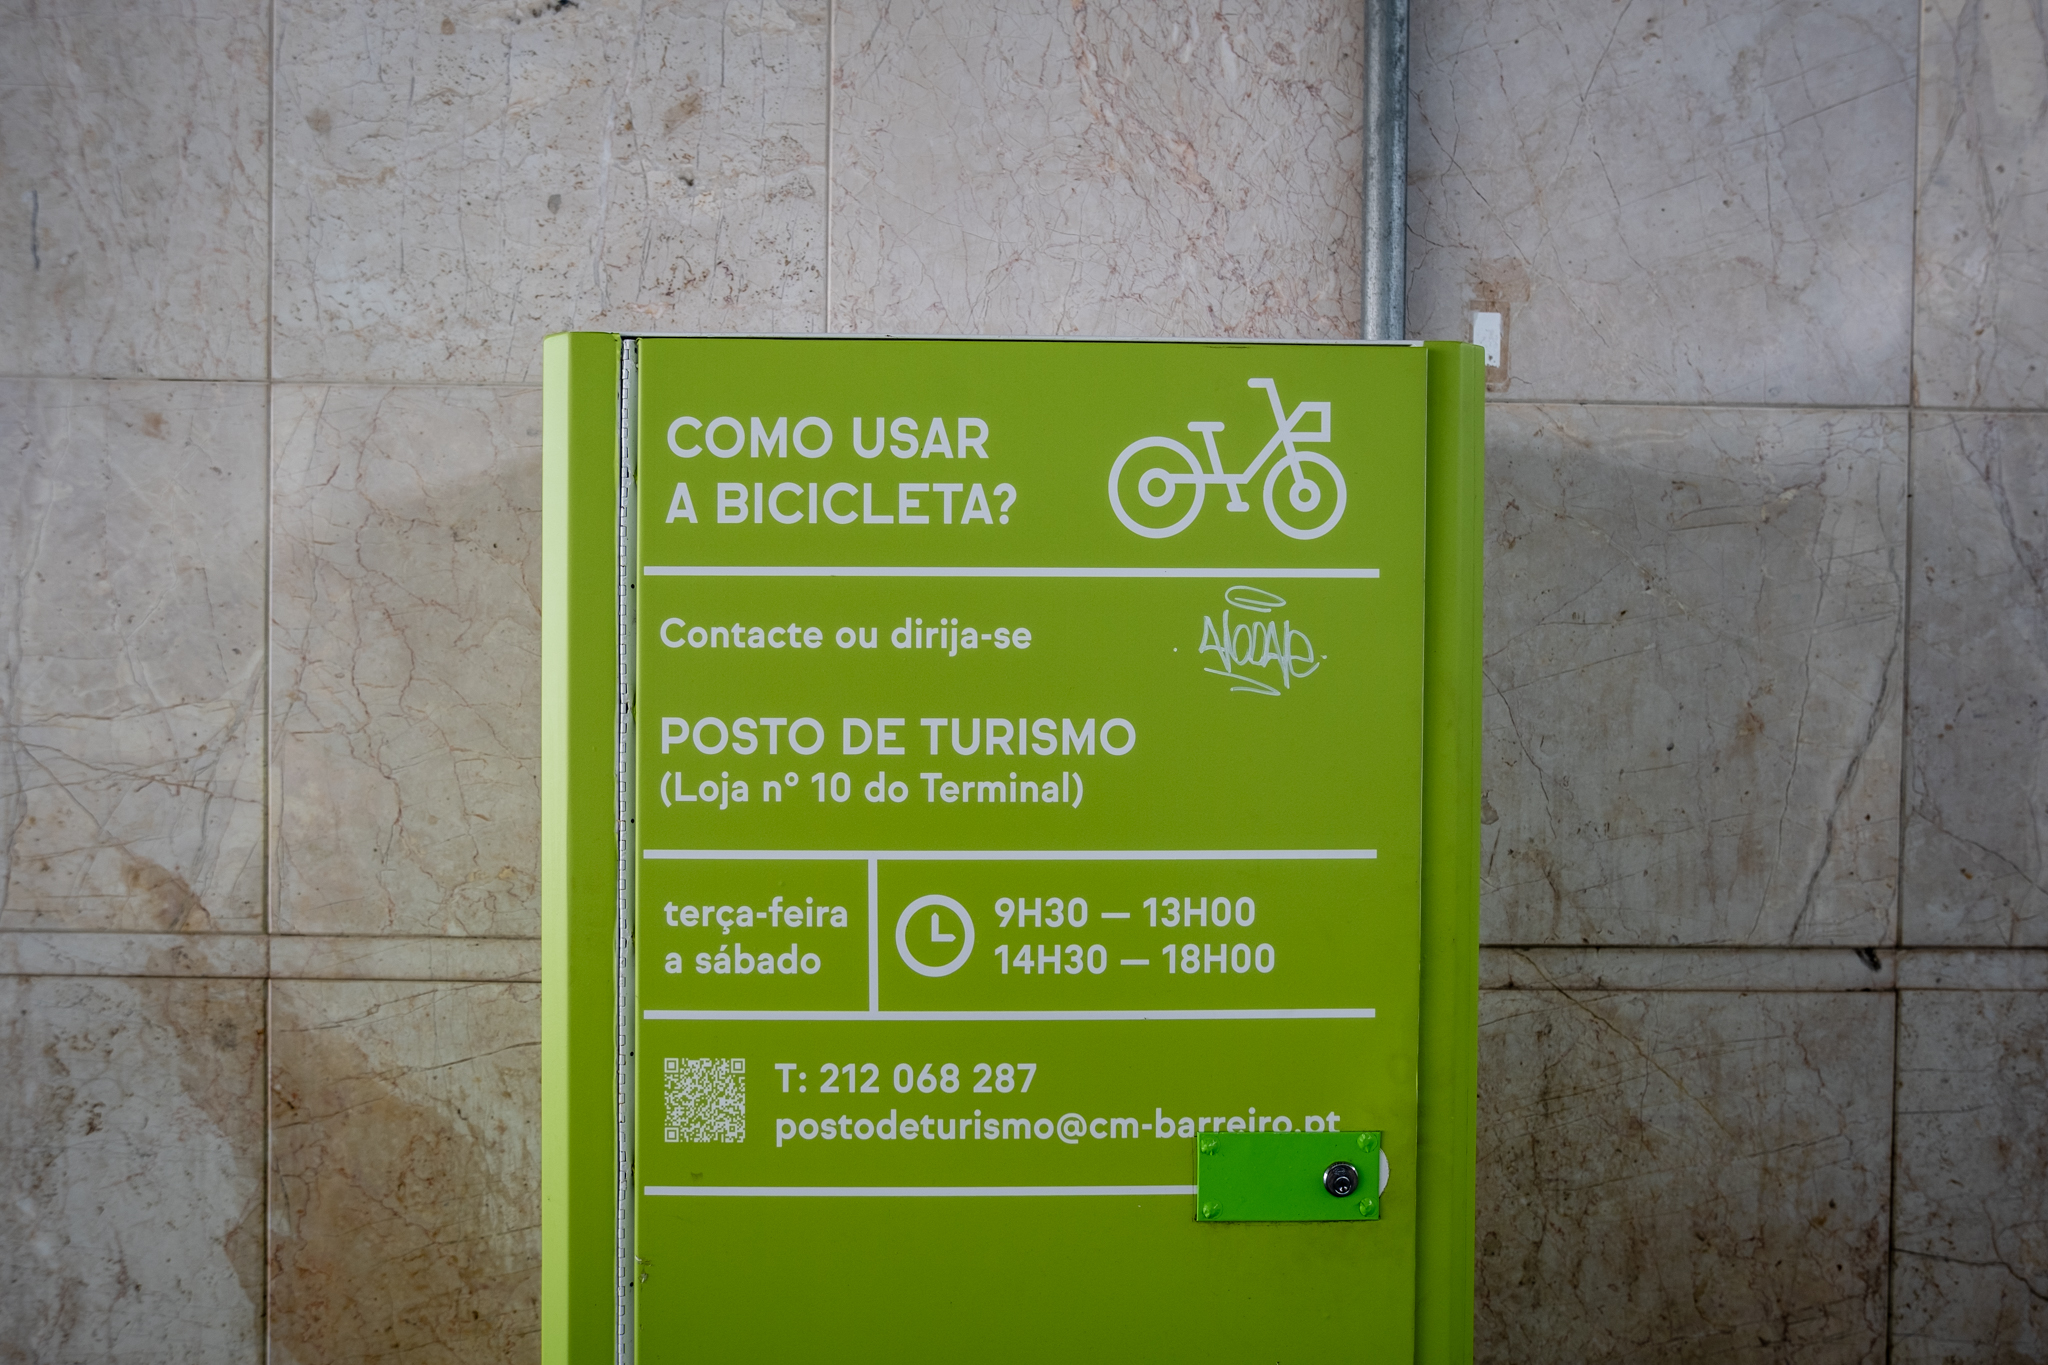 COMO USAR
A BICICLETA?
Contacte ou dirija-se
POSTO DE TURISMO
(Loja nº 10 do Terminal)
terça-feira
a sábado
9H30 — 13H00
14H30 — 18H00
T: 212 068 287
postodeturismo@cm-barreiro.pt